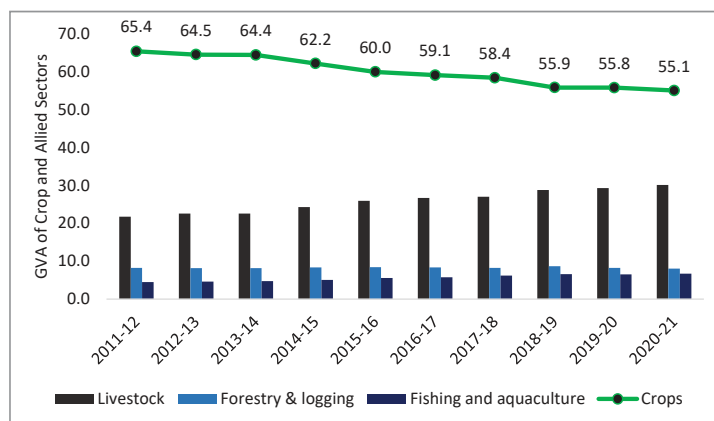 GVA of Crop and Allied Sectors
70.0
60.0
50.0
40.0
30.0
20.0
10.0
0.0
65.4 64.5 64.4 62.2 60.0 59.1 58.4 55.9 55.8 55.1
2011-12 2012-13 2013-14 2014-15 2015-16 2016-17 2017-18 2018-19 2019-20 2020-21
Livestock Forestry & logging Fishing and aquaculture Crops